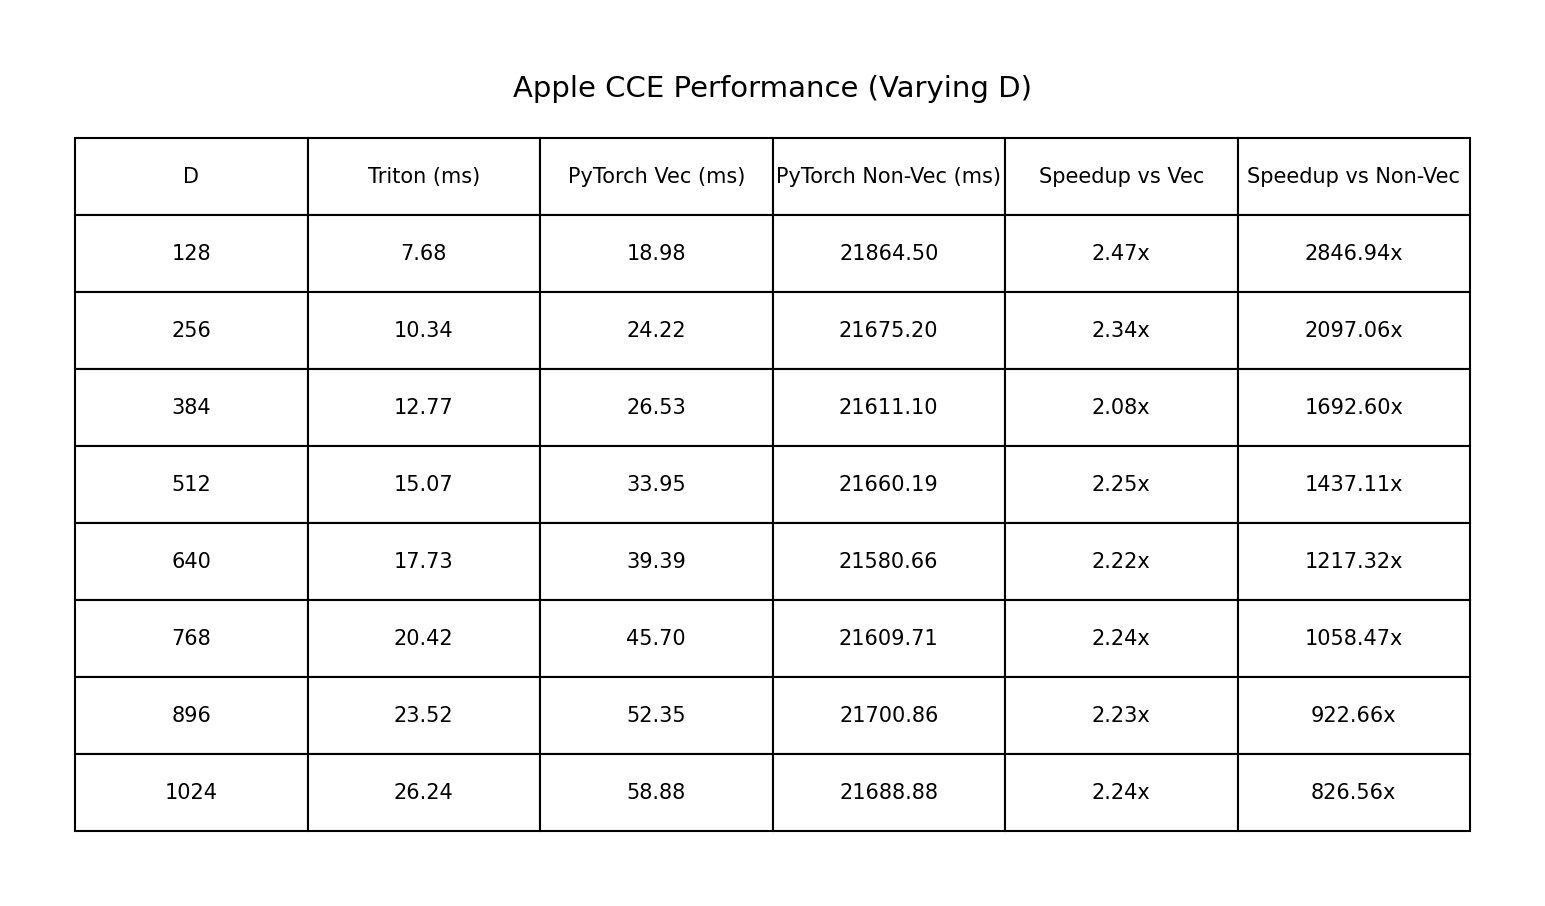 Apple CCE Performance (Varying D)
D Triton (ms) PyTorch Vec (ms) PyTorch Non-Vec (ms) Speedup vs Vec Speedup vs Non-Vec
128 7.68 18.98 21864.50 2.47x 2846.94x
256 10.34 24.22 21675.20 2.34x 2097.06x
384 12.77 26.53 21611.10 2.08x 1692.60x
512 15.07 33.95 21660.19 2.25x 1437.11x
640 17.73 39.39 21580.66 2.22x 1217.32x
768 20.42 45.70 21609.71 2.24x 1058.47x
896 23.52 52.35 21700.86 2.23x 922.66x
1024 26.24 58.88 21688.88 2.24x 826.56x